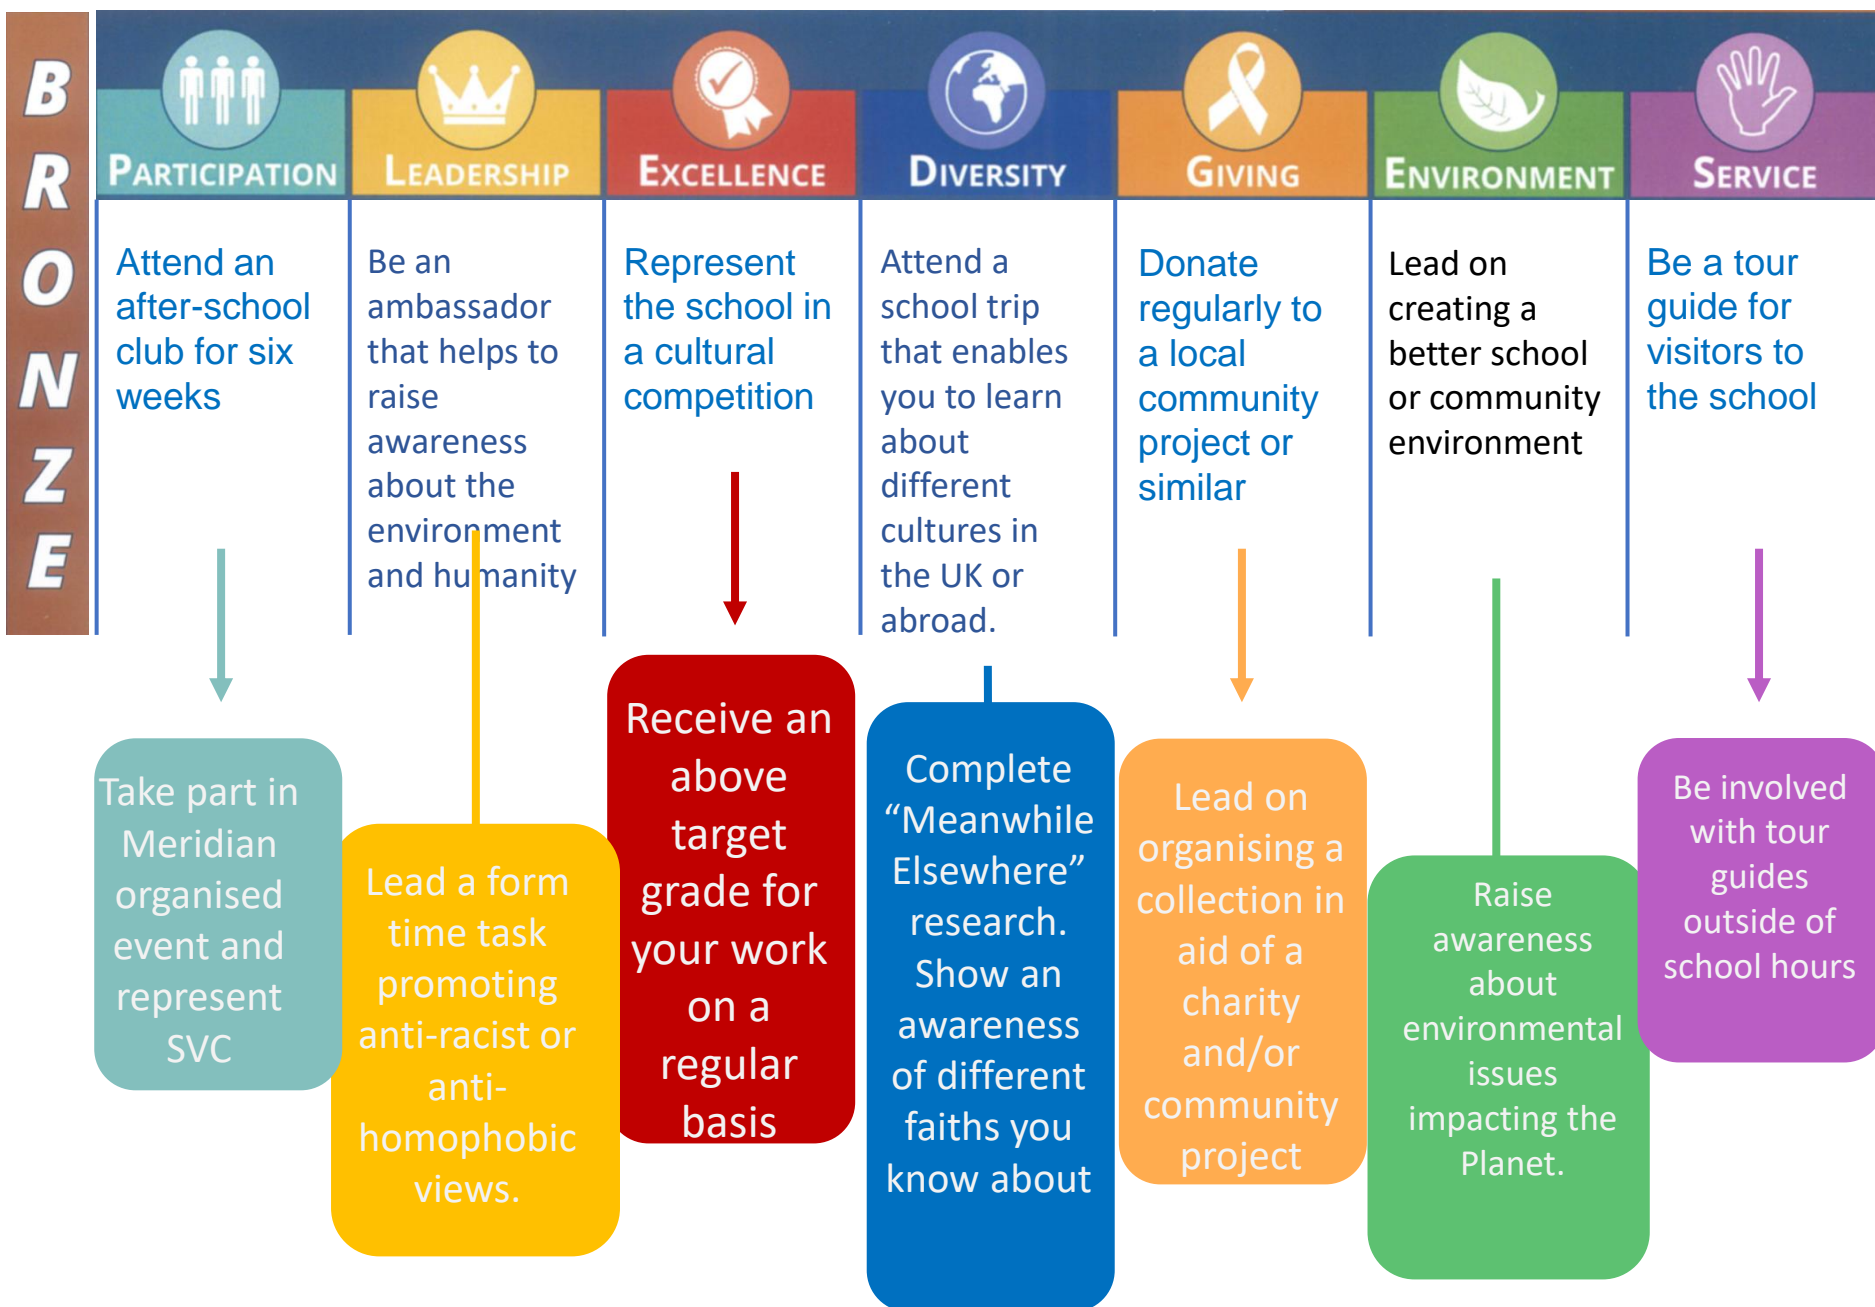 BRONZE
PARTICIPATION
LEADERSHIP
EXCELLENCE
DIVERSITY
GIVING
ENVIRONMENT
SERVICE
Attend an
after-school
club for six
weeks
Be an
ambassador
that helps to
raise
awareness
about the
environment
and humanity
Represent
the school in
a cultural
competition
Attend a
school trip
that enables
you to learn
about
different
cultures in
the UK or
abroad.
Donate
regularly to
a local
community
project or
similar
Lead on
creating a
better school
or community
environment
Be a tour
guide for
visitors to
the school
Take part in
Meridian
organised
event and
represent
SVC
Lead a form
time task
promoting
anti-racist or
anti-
homophobic
views.
Receive an
above
target
grade for
your work
on a
regular
basis
Complete
“Meanwhile
Elsewhere”
research.
Show an
awareness
of different
faiths you
know about
Lead on
organising a
collection in
aid of a
charity
and/or
community
project
Raise
awareness
about
environmental
issues
impacting the
Planet.
Be involved
with tour
guides
outside of
school hours